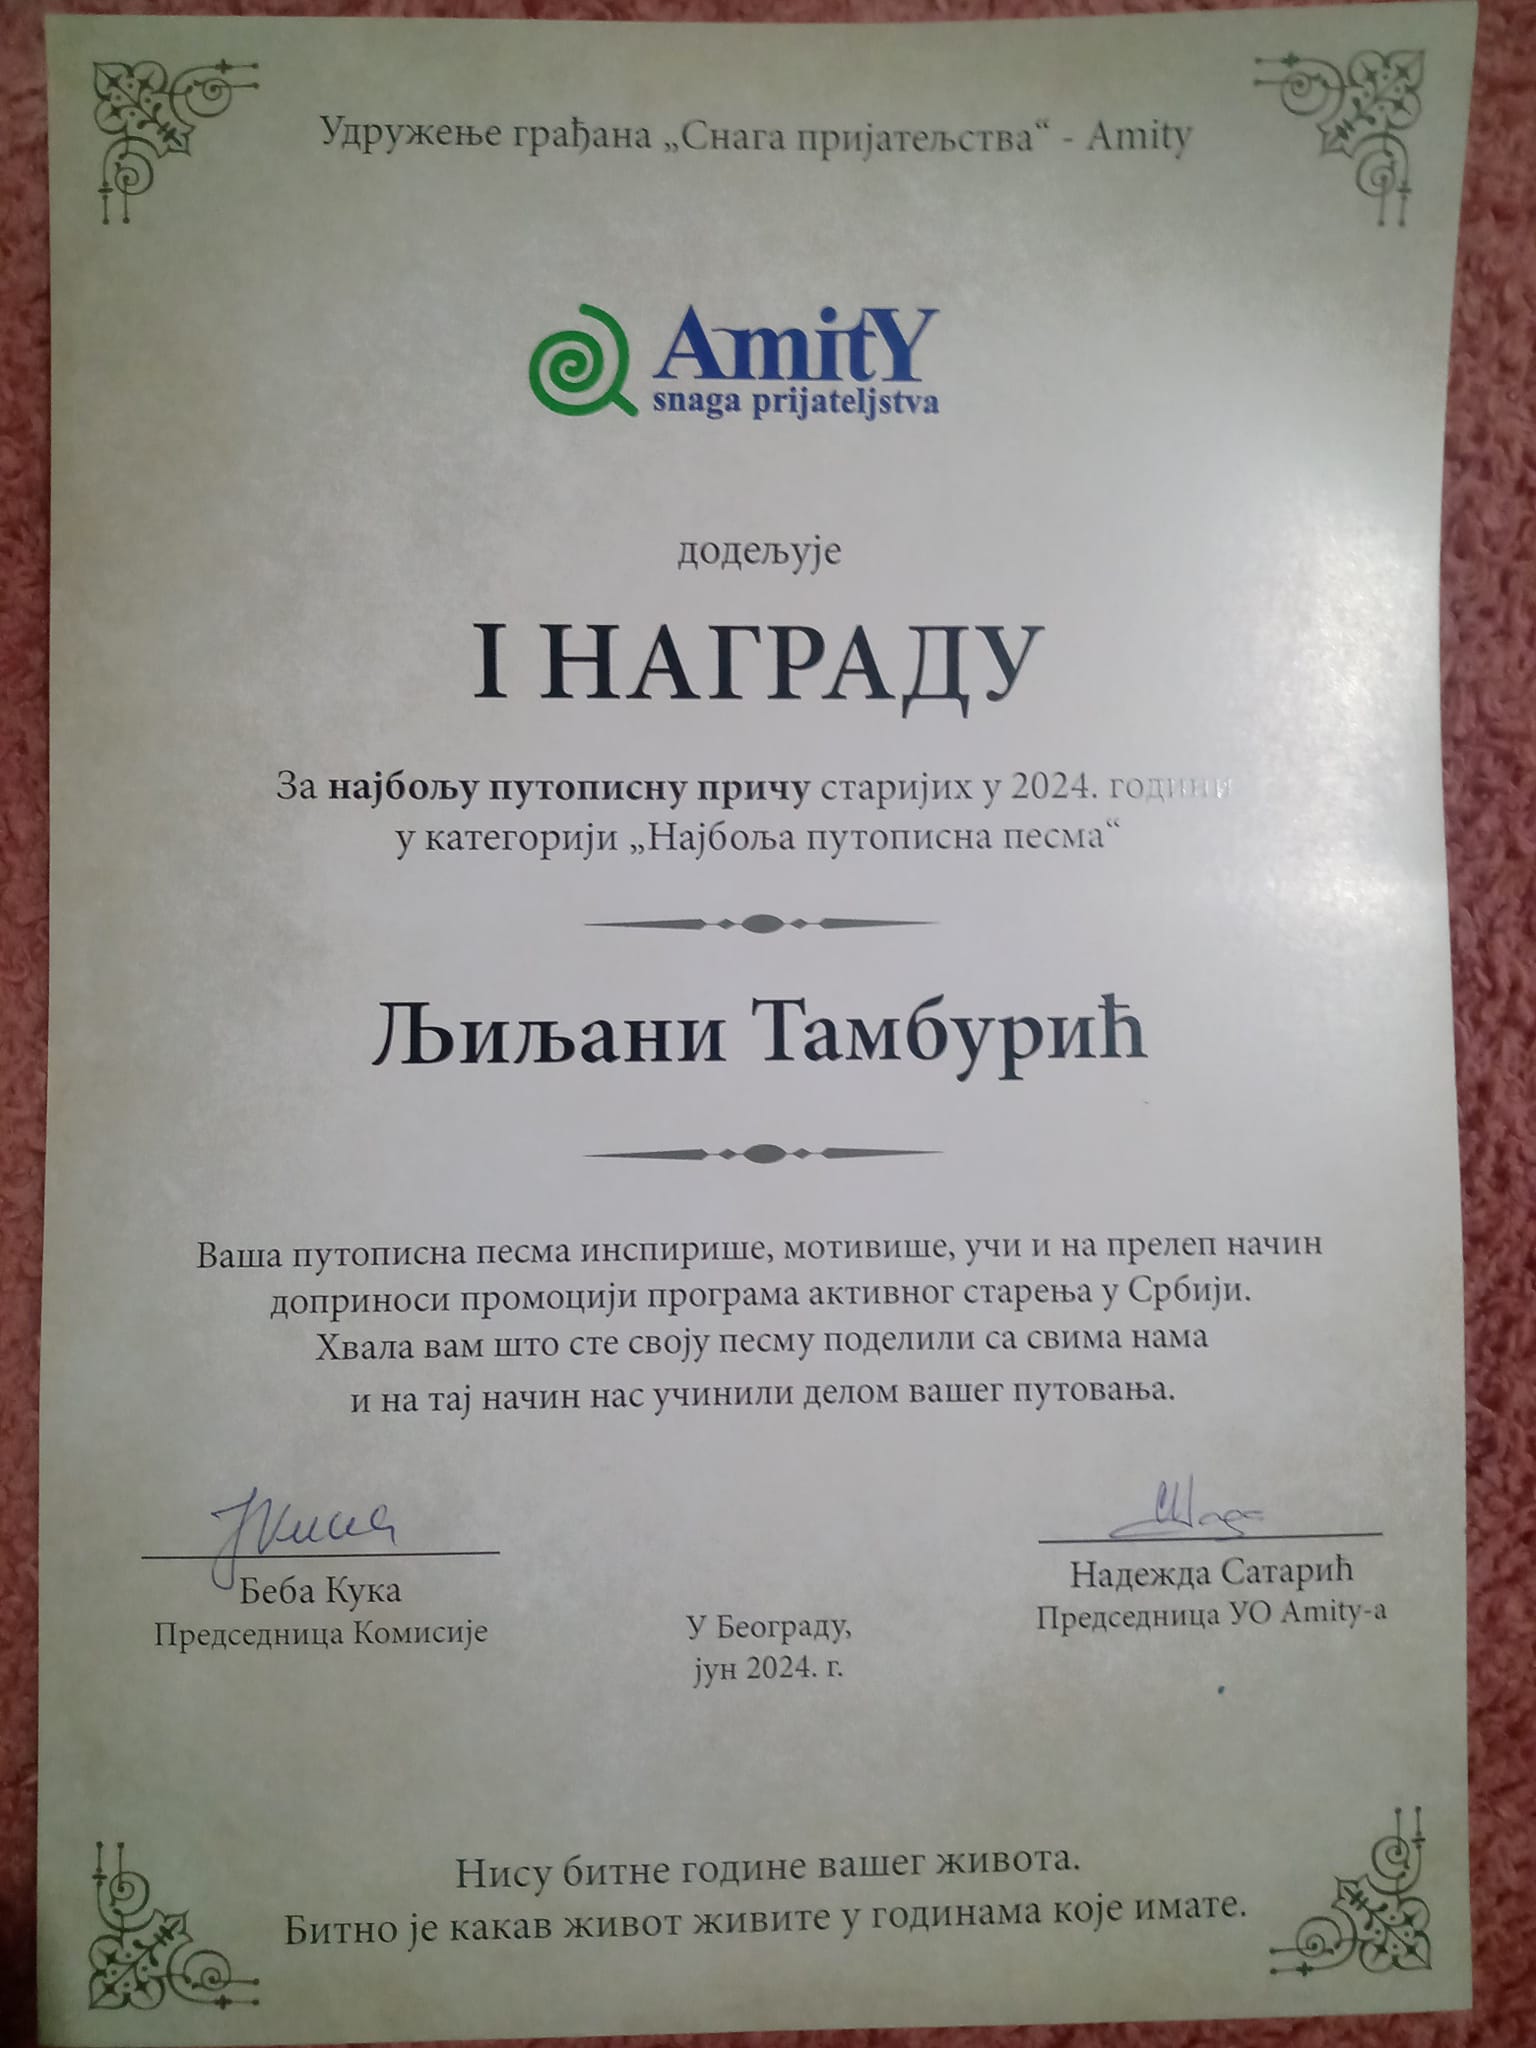 Удружење грађана „Снага пријатељства“ - Amity
AmitY
snaga prijateljstva
додељује
I НАГРАДУ
За најбољу путописну причу старијих у 2024. години
у категорији „Најбоља путописна песма“
Љиљани Тамбурић
Ваша путописна песма инспирише, мотивише, учи и на прелеп начин
доприноси промоцији програма активног старења у Србији.
Хвала вам што сте своју песму поделили са свима нама
и на тај начин нас учинили делом вашег путовања.
Беба Кука
Председница Комисије
У Београду,
јун 2024. г.
Надежда Сатарић
Председница УО Amity-а
Нису битне године вашег живота.
Битно је какав живот живите у годинама које имате.